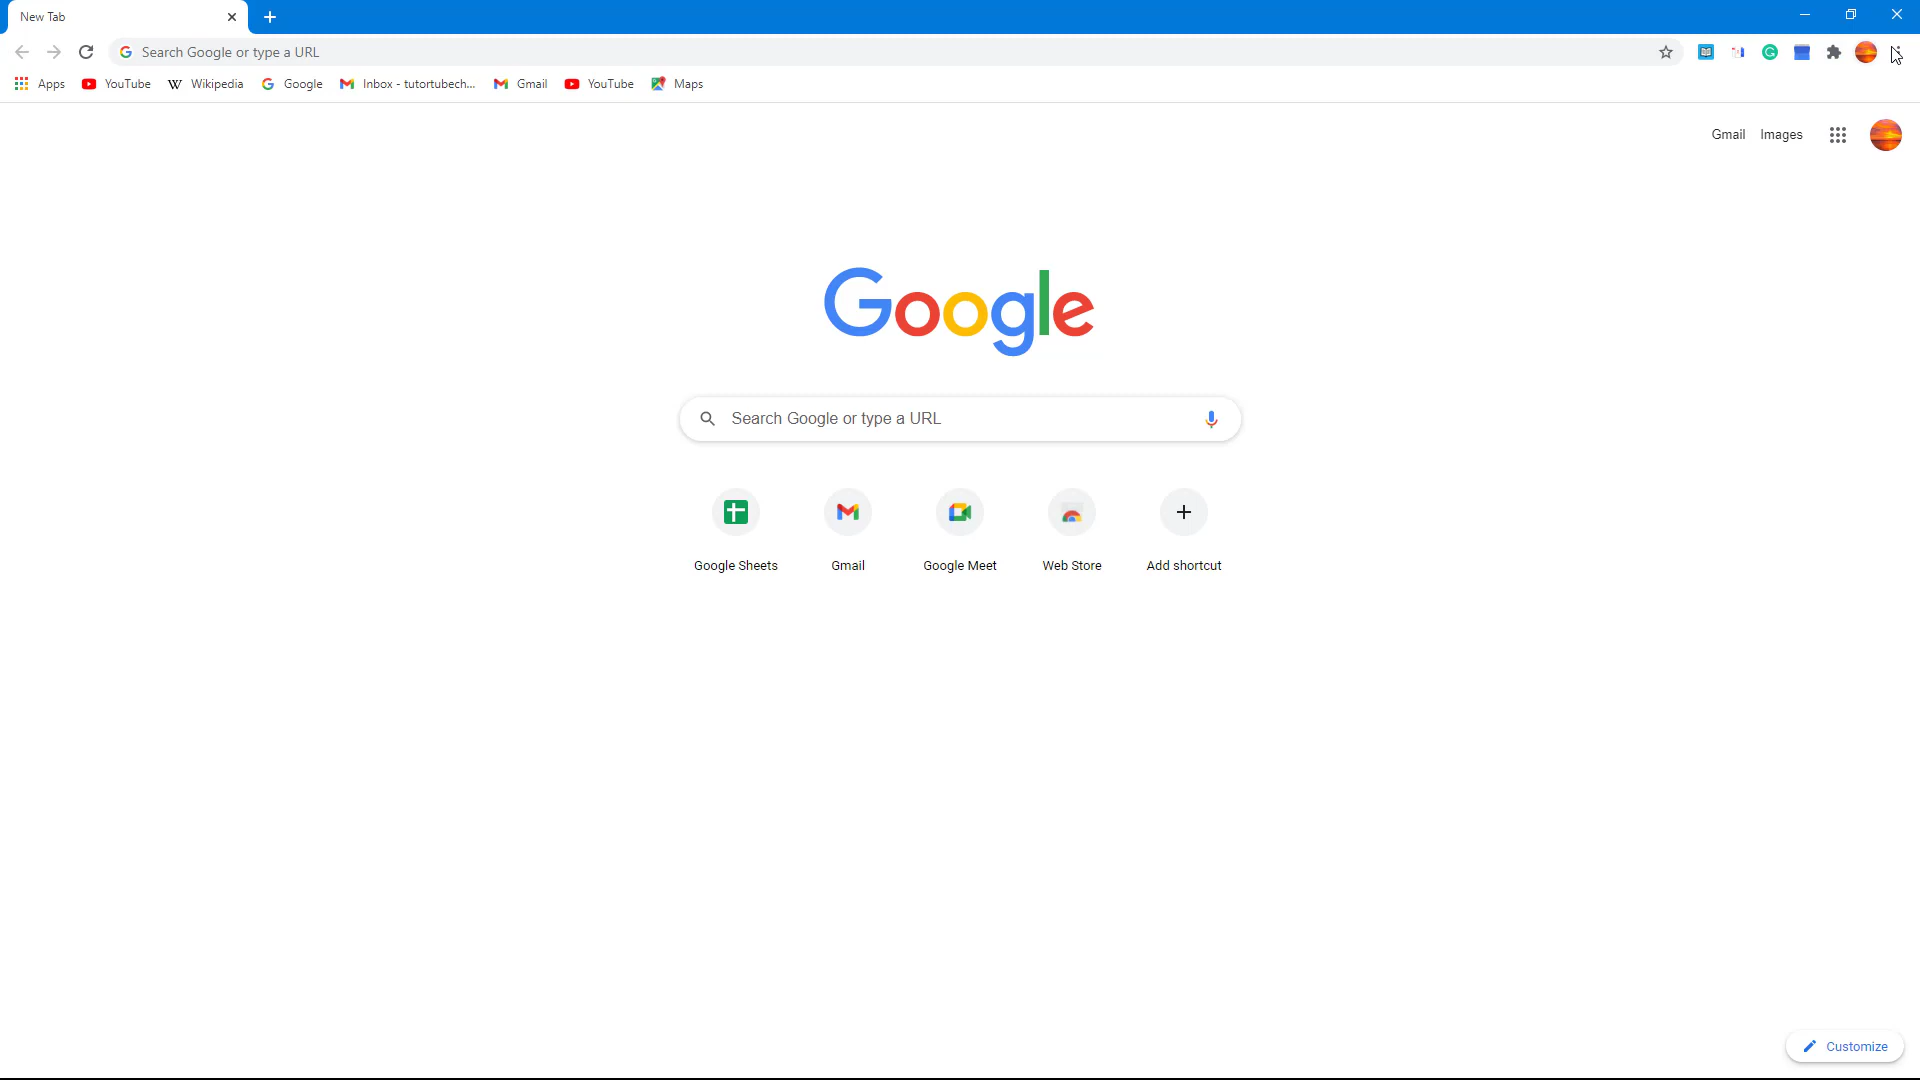 New Tab
Search Google or type a URL
Apps YouTube Wikipedia Google Inbox - tutortubech... Gmail YouTube Maps
Gmail Images
Google
Search Google or type a URL
Google Sheets Gmail Google Meet Web Store Add shortcut
Customize